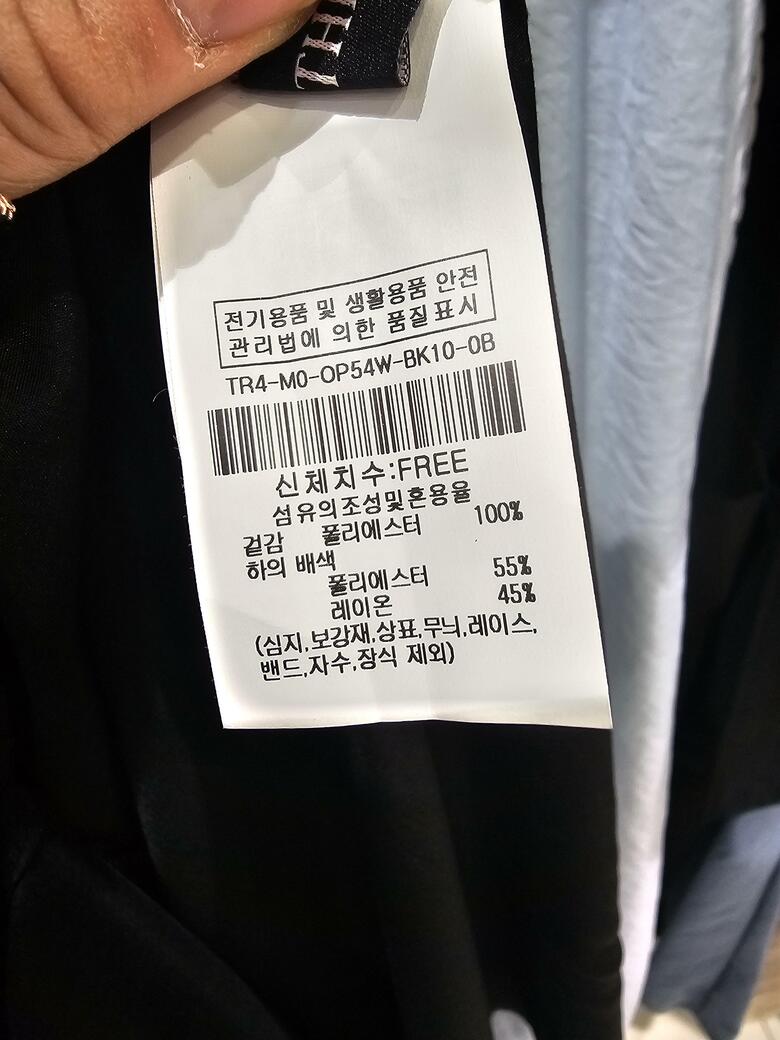 TH
전기용품 및 생활용품 안전
관리법에 의한 품질표시
TR4-M0-OP54W-BK10-0B
신체치수:FREE
섬유의조성및혼용율
겉감 폴리에스터 100%
하의 배색
폴리에스터 55%
레이온 45%
(심지,보강재,상표,무늬,레이스,
밴드,자수,장식 제외)